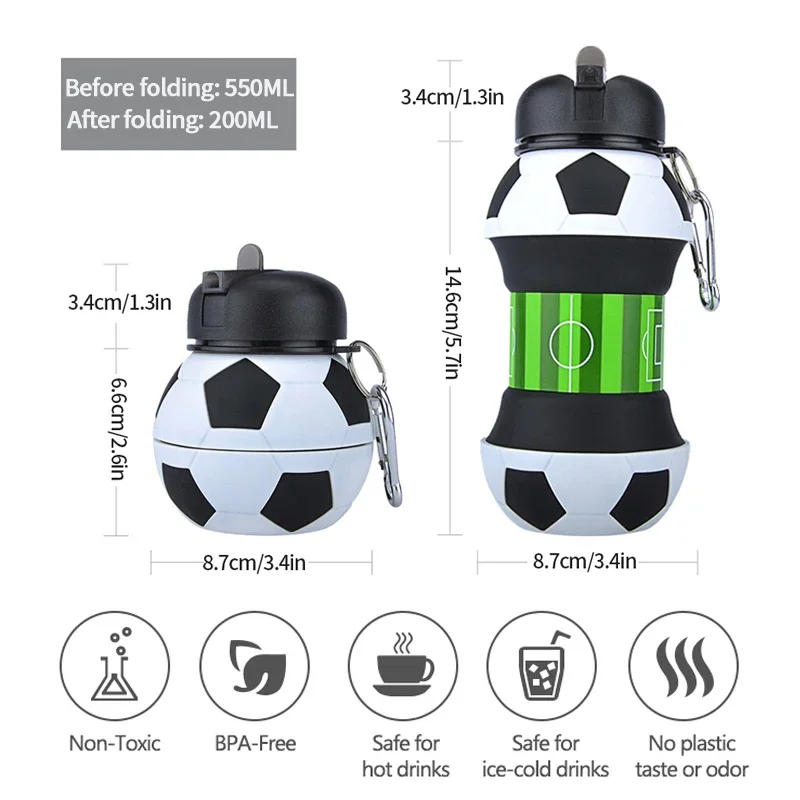 Before folding: 550ML
After folding: 200ML
3.4cm/1.3in
14.6cm/5.7in
8.7cm/3.4in
3.4cm/1.3in
6.6cm/2.6in
8.7cm/3.4in
Non-Toxic
BPA-Free
Safe for
hot drinks
Safe for
ice-cold drinks
No plastic
taste or odor